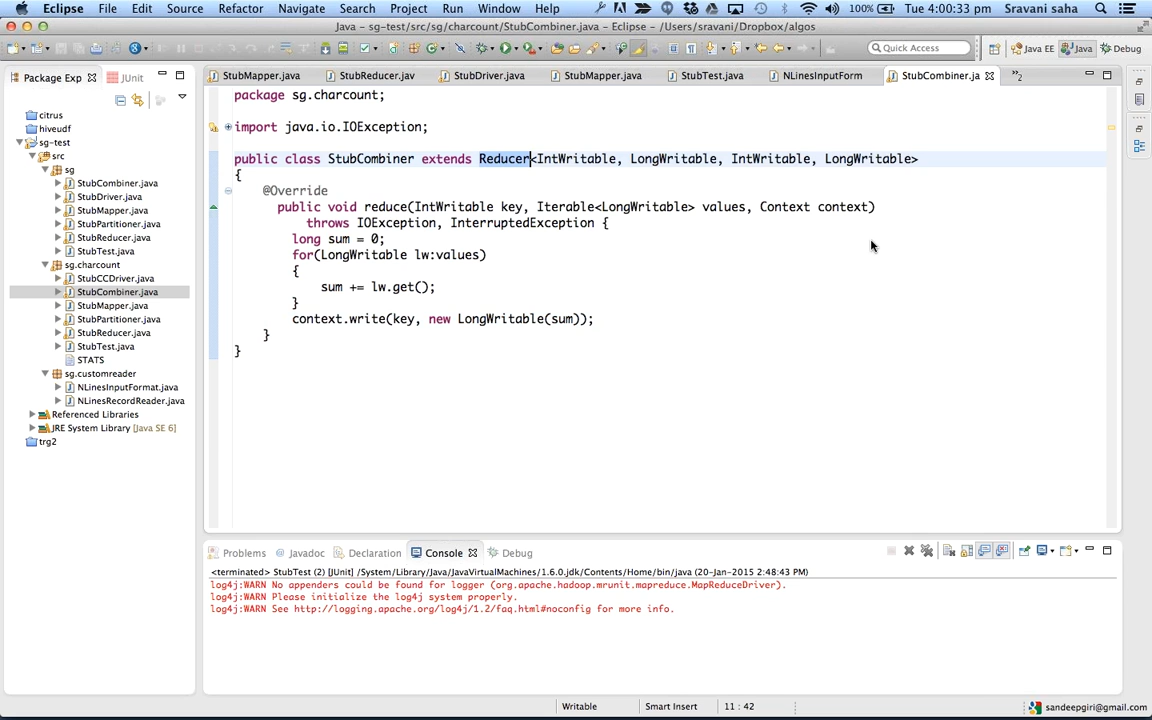 Eclipse File Edit Source Refactor Navigate Search Project Run Window Help 100% Tue 4:00:33 pm Sravani saha
Java – sg-test/src/sg/charcount/StubCombiner.java – Eclipse – /Users/sravani/Dropbox/algos
Quick Access Java EE Java Debug
Package Exp JUnit
StubMapper.java StubReducer.jav StubDriver.java StubMapper.java StubTest.java NLinesInputForm StubCombiner.ja »2
citrus
hiveudf
sg-test
src
sg
StubCombiner.java
StubDriver.java
StubMapper.java
StubPartitioner.java
StubReducer.java
StubTest.java
sg.charcount
StubCCDriver.java
StubCombiner.java
StubMapper.java
StubPartitioner.java
StubReducer.java
StubTest.java
STATS
sg.customreader
NLinesInputFormat.java
NLinesRecordReader.java
Referenced Libraries
JRE System Library [Java SE 6]
trg2
package sg.charcount;
import java.io.IOException;
public class StubCombiner extends Reducer<IntWritable, LongWritable, IntWritable, LongWritable>
{
@Override
public void reduce(IntWritable key, Iterable<LongWritable> values, Context context)
throws IOException, InterruptedException {
long sum = 0;
for(LongWritable lw:values)
{
sum += lw.get();
}
context.write(key, new LongWritable(sum));
}
}
Problems Javadoc Declaration Console Debug
<terminated> StubTest (2) [JUnit] /System/Library/Java/JavaVirtualMachines/1.6.0.jdk/Contents/Home/bin/java (20-Jan-2015 2:48:43 PM)
log4j:WARN No appenders could be found for logger (org.apache.hadoop.mrunit.mapreduce.MapReduceDriver).
log4j:WARN Please initialize the log4j system properly.
log4j:WARN See http://logging.apache.org/log4j/1.2/faq.html#noconfig for more info.
Writable Smart Insert 11 : 42 sandeepgiri@gmail.com